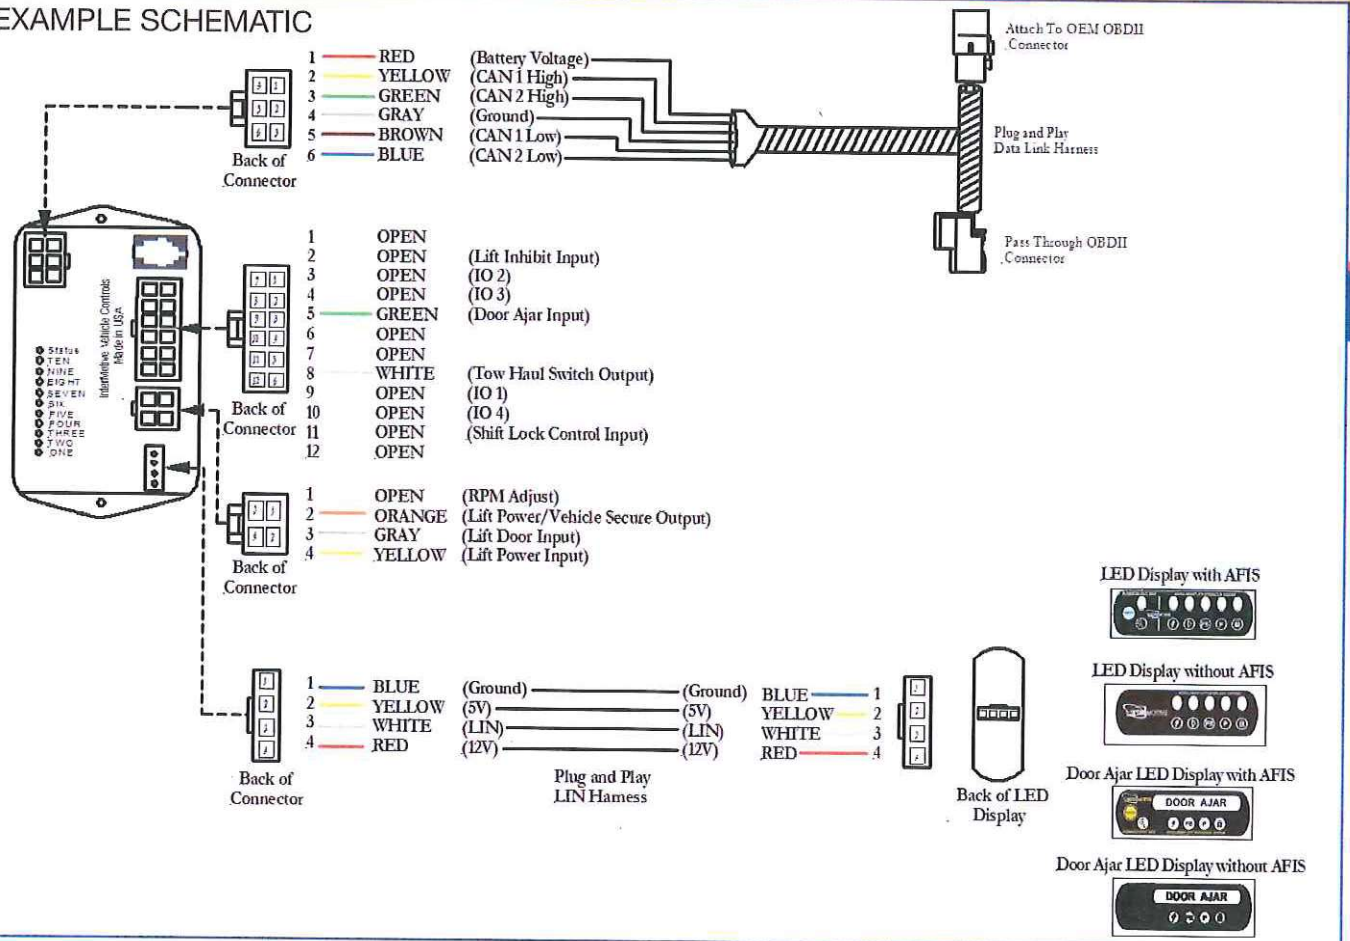 EXAMPLE SCHEMATIC
1 RED (Battery Voltage)
2 YELLOW (CAN 1 High)
3 GREEN (CAN 2 High)
4 GRAY (Ground)
5 BROWN (CAN 1 Low)
6 BLUE (CAN 2 Low)
Back of
Connector
Attach To OEM OBDII
Connector
Plug and Play
Data Link Harness
Pass Through OBDII
Connector
InterMotive Vehicle Controls
Made in USA
Status
TEN
NINE
EIGHT
SEVEN
SIX
FIVE
FOUR
THREE
TWO
ONE
1 OPEN
2 OPEN (Lift Inhibit Input)
3 OPEN (IO 2)
4 OPEN (IO 3)
5 GREEN (Door Ajar Input)
6 OPEN
7 OPEN
8 WHITE (Tow Haul Switch Output)
9 OPEN (IO 1)
10 OPEN (IO 4)
11 OPEN (Shift Lock Control Input)
12 OPEN
Back of
Connector
1 OPEN (RPM Adjust)
2 ORANGE (Lift Power/Vehicle Secure Output)
3 GRAY (Lift Door Input)
4 YELLOW (Lift Power Input)
Back of
Connector
1 BLUE (Ground) (Ground) BLUE 1
2 YELLOW (5V) (5V) YELLOW 2
3 WHITE (LIN) (LIN) WHITE 3
4 RED (12V) (12V) RED 4
Back of
Connector
Plug and Play
LIN Harness
Back of LED
Display
LED Display with AFIS
LED Display without AFIS
Door Ajar LED Display with AFIS
DOOR AJAR
Door Ajar LED Display without AFIS
DOOR AJAR